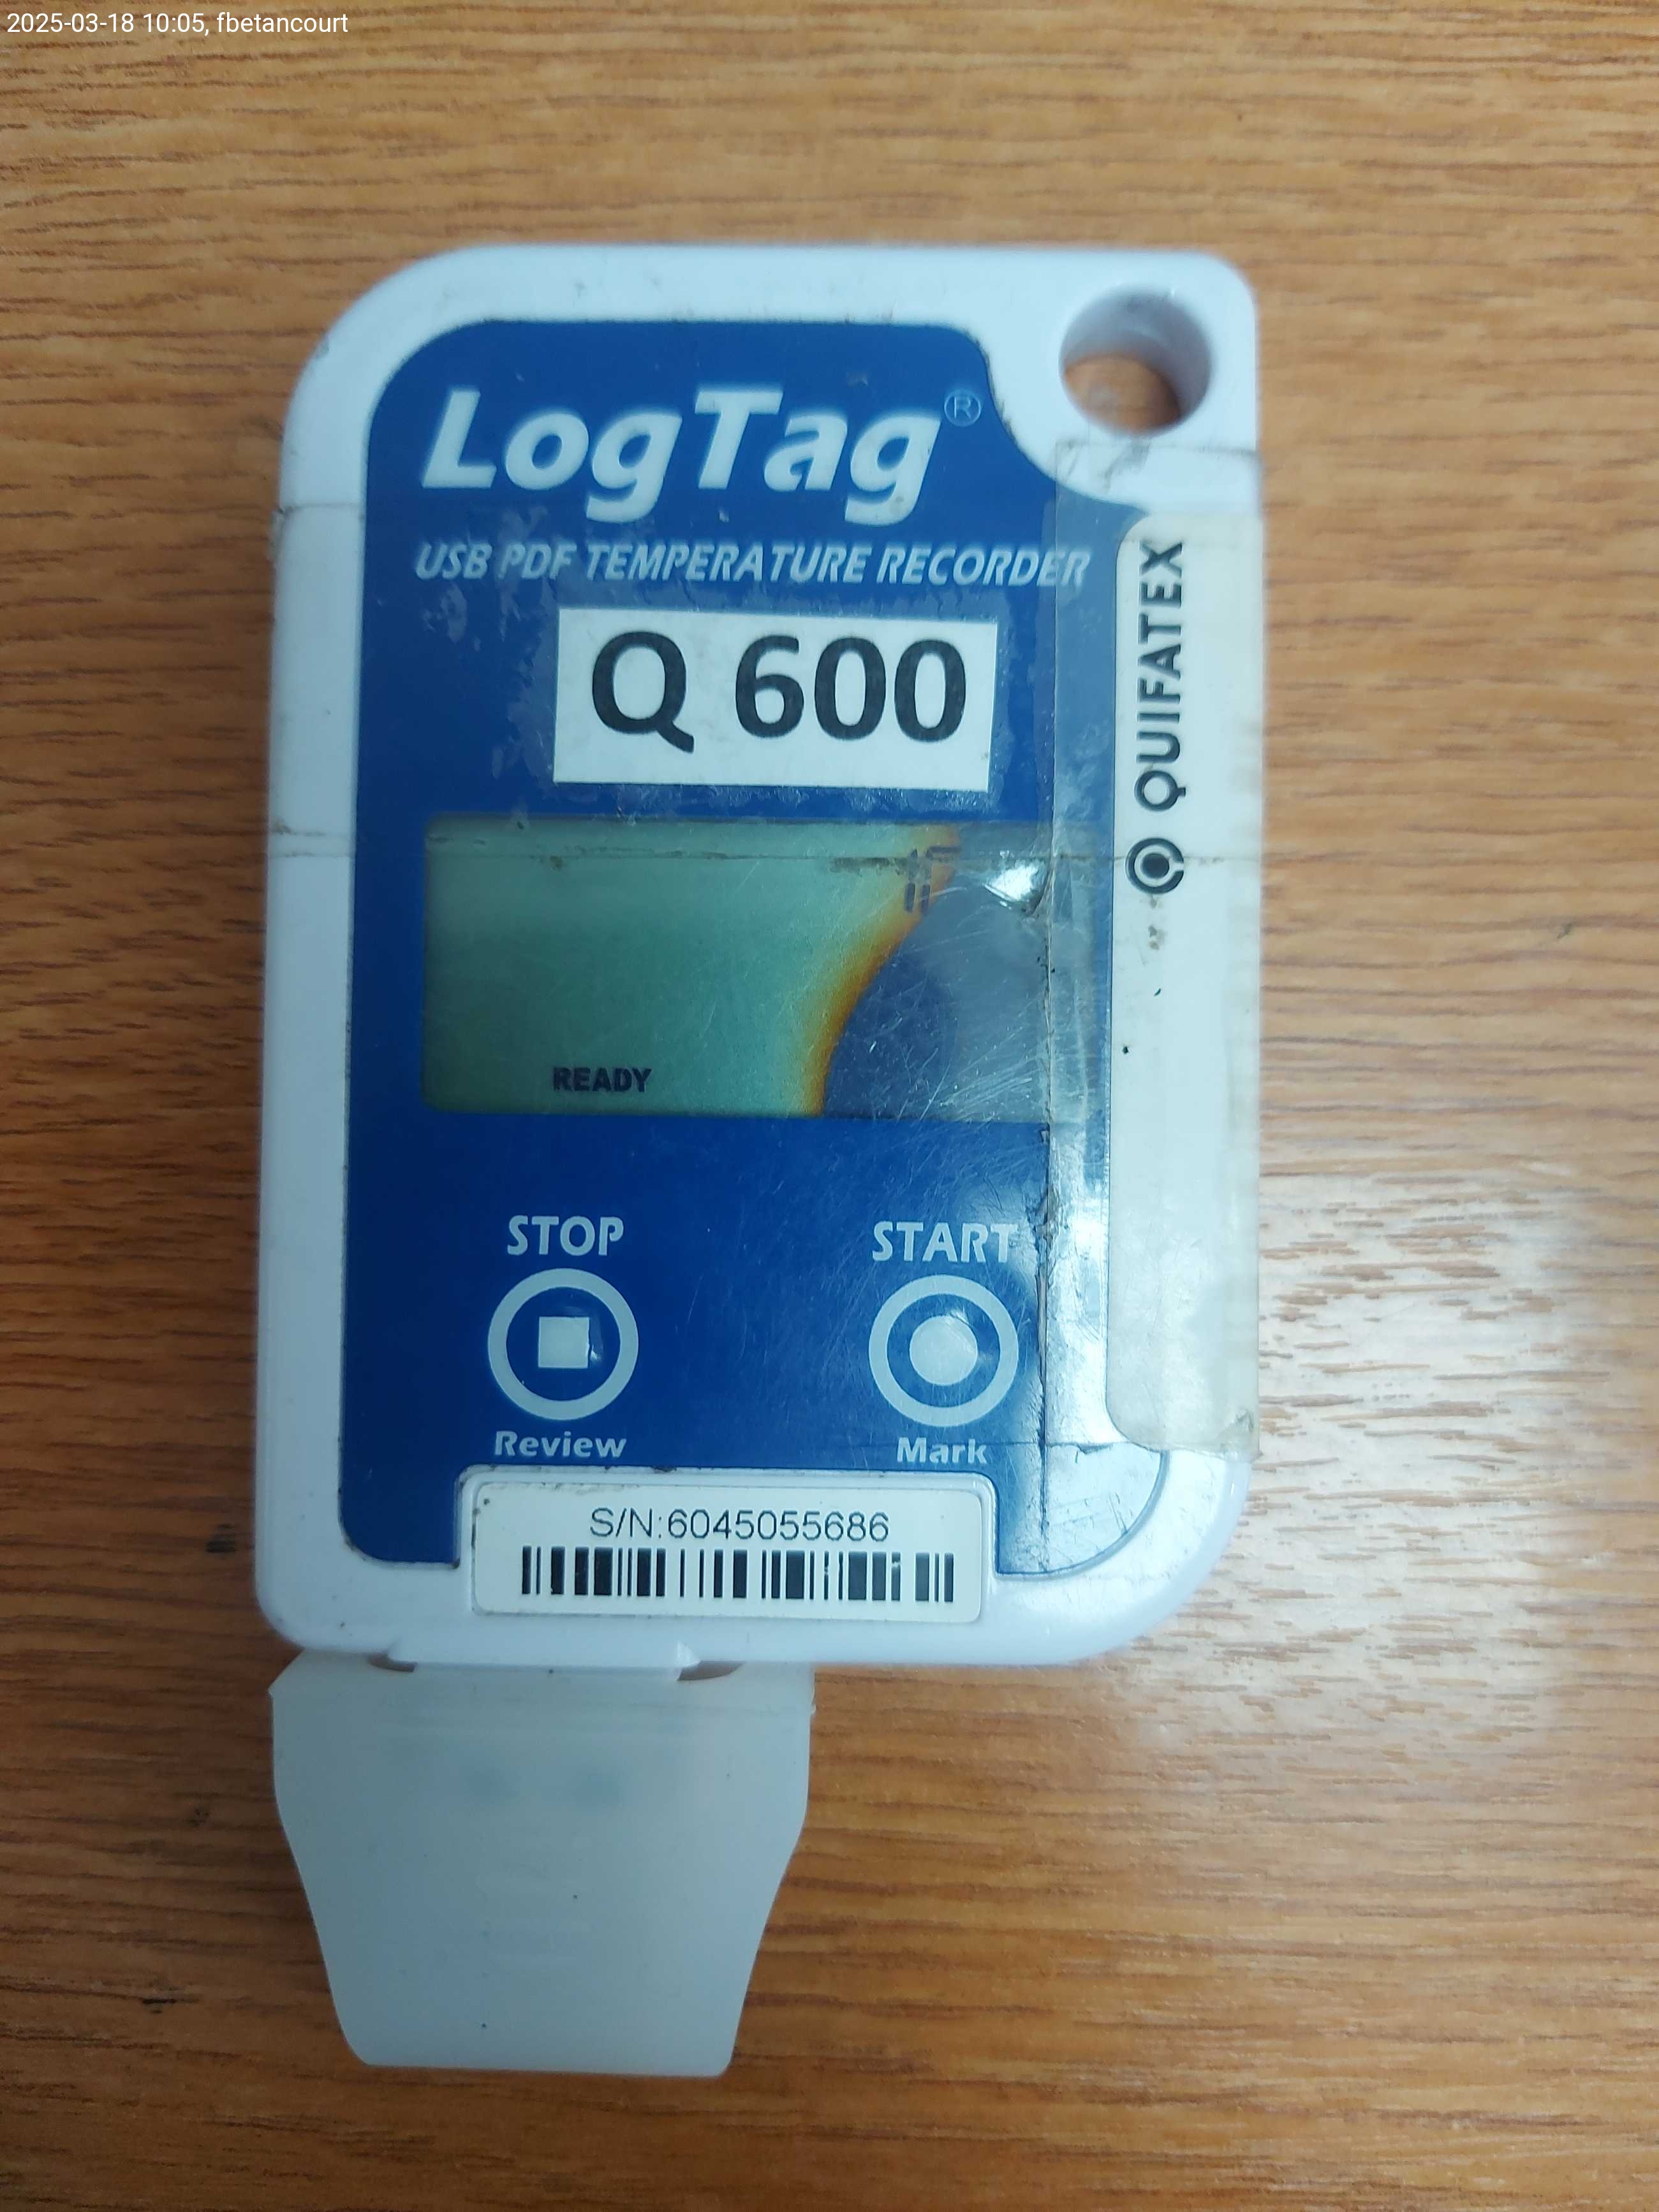 2025-03-18 10:05, fbetancourt
LogTag®
USB PDF TEMPERATURE RECORDER
Q 600
QUIFATEX
READY
STOP
START
Review
Mark
S/N:6045055686